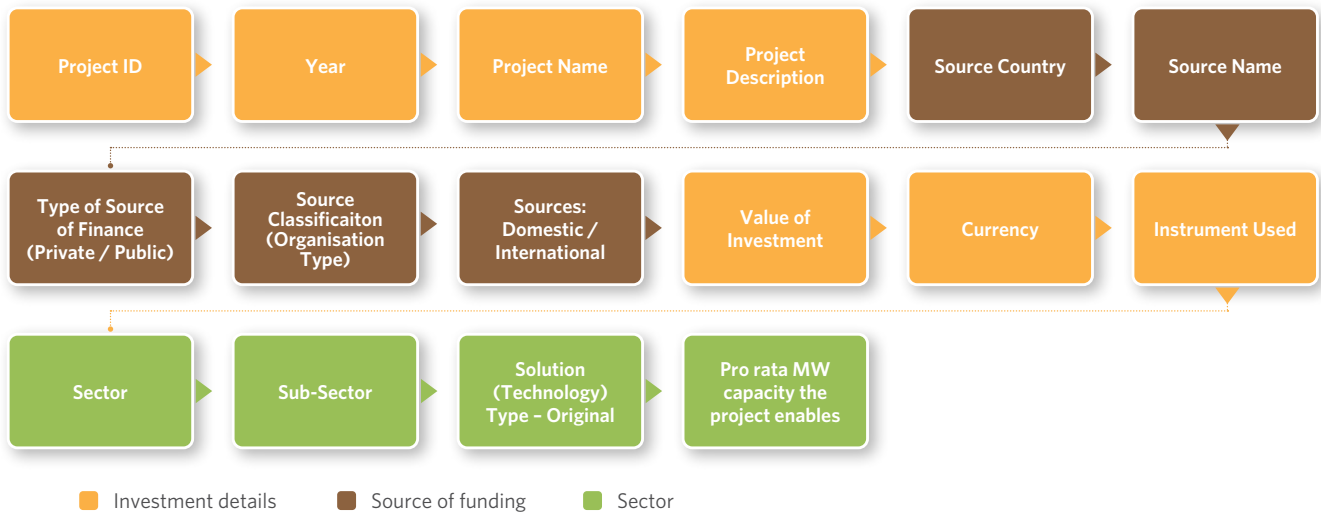 Project ID
Year
Project Name
Project
Description
Source Country
Source Name
Type of Source
of Finance
(Private / Public)
Source
Classificaiton
(Organisation
Type)
Sources:
Domestic /
International
Value of
Investment
Currency
Instrument Used
Sector
Sub-Sector
Solution
(Technology)
Type – Original
Pro rata MW
capacity the
project enables
Investment details
Source of funding
Sector